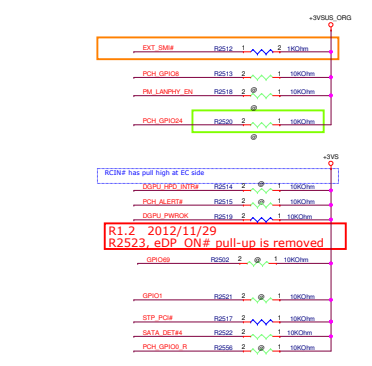 +3VSUS_ORG
EXT_SMI# R2512 2 1 1KOhm
PCH_GPIO8 R2513 2 @ 1 10KOhm
PM_LANPHY_EN R2518 2 @ 1 10KOhm
@
PCH_GPIO24 R2520 2 1 10KOhm
@
+3VS
RCIN# has pull high at EC side
DGPU_HPD_INTR# R2514 2 @ 1 10KOhm
PCH_ALERT# R2515 2 @ 1 10KOhm
DGPU_PWROK R2519 2 1 10KOhm
R1.2 2012/11/29
R2523, eDP_ON# pull-up is removed
GPIO69 R2502 2 @ 1 10KOhm
GPIO1 R2521 2 @ 1 10KOhm
STP_PCI# R2517 2 1 10KOhm
SATA_DET#4 R2522 2 @ 1 10KOhm
PCH_GPIO0_R R2556 2 @ 1 10KOhm